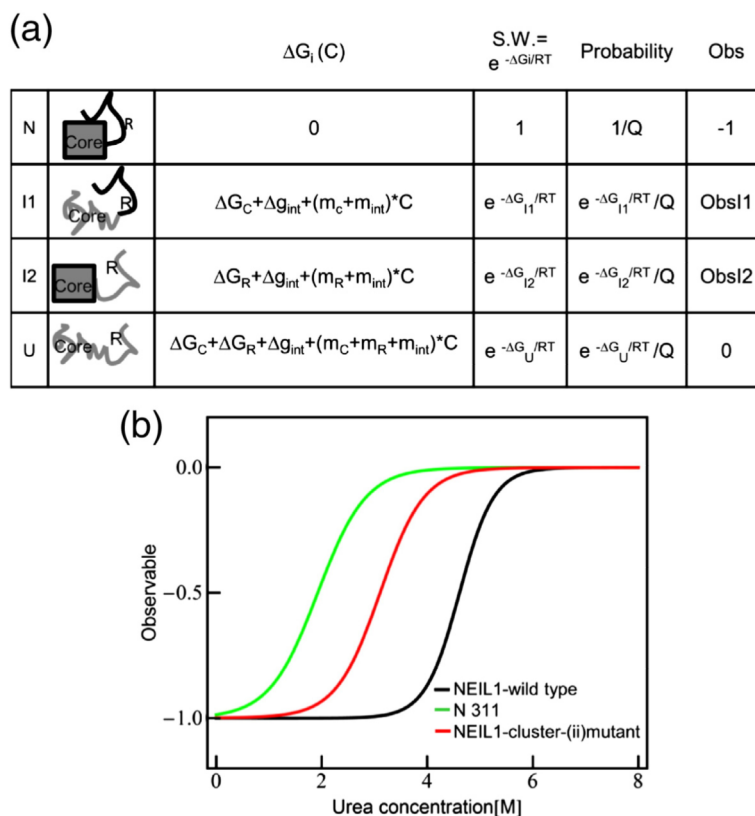 (a)
ΔGᵢ (C) S.W.= e^-ΔGi/RT Probability Obs
N Core R 0 1 1/Q -1
I1 Core R ΔG_C+Δg_int+(m_c+m_int)*C e^-ΔG_I1/RT e^-ΔG_I1/RT/Q ObsI1
I2 Core R ΔG_R+Δg_int+(m_R+m_int)*C e^-ΔG_I2/RT e^-ΔG_I2/RT/Q ObsI2
U Core R ΔG_C+ΔG_R+Δg_int+(m_C+m_R+m_int)*C e^-ΔG_U/RT e^-ΔG_U/RT/Q 0
(b)
0.0
-0.5
-1.0
Observable
NEIL1-wild type
N 311
NEIL1-cluster-(ii)mutant
0 2 4 6 8
Urea concentration[M]